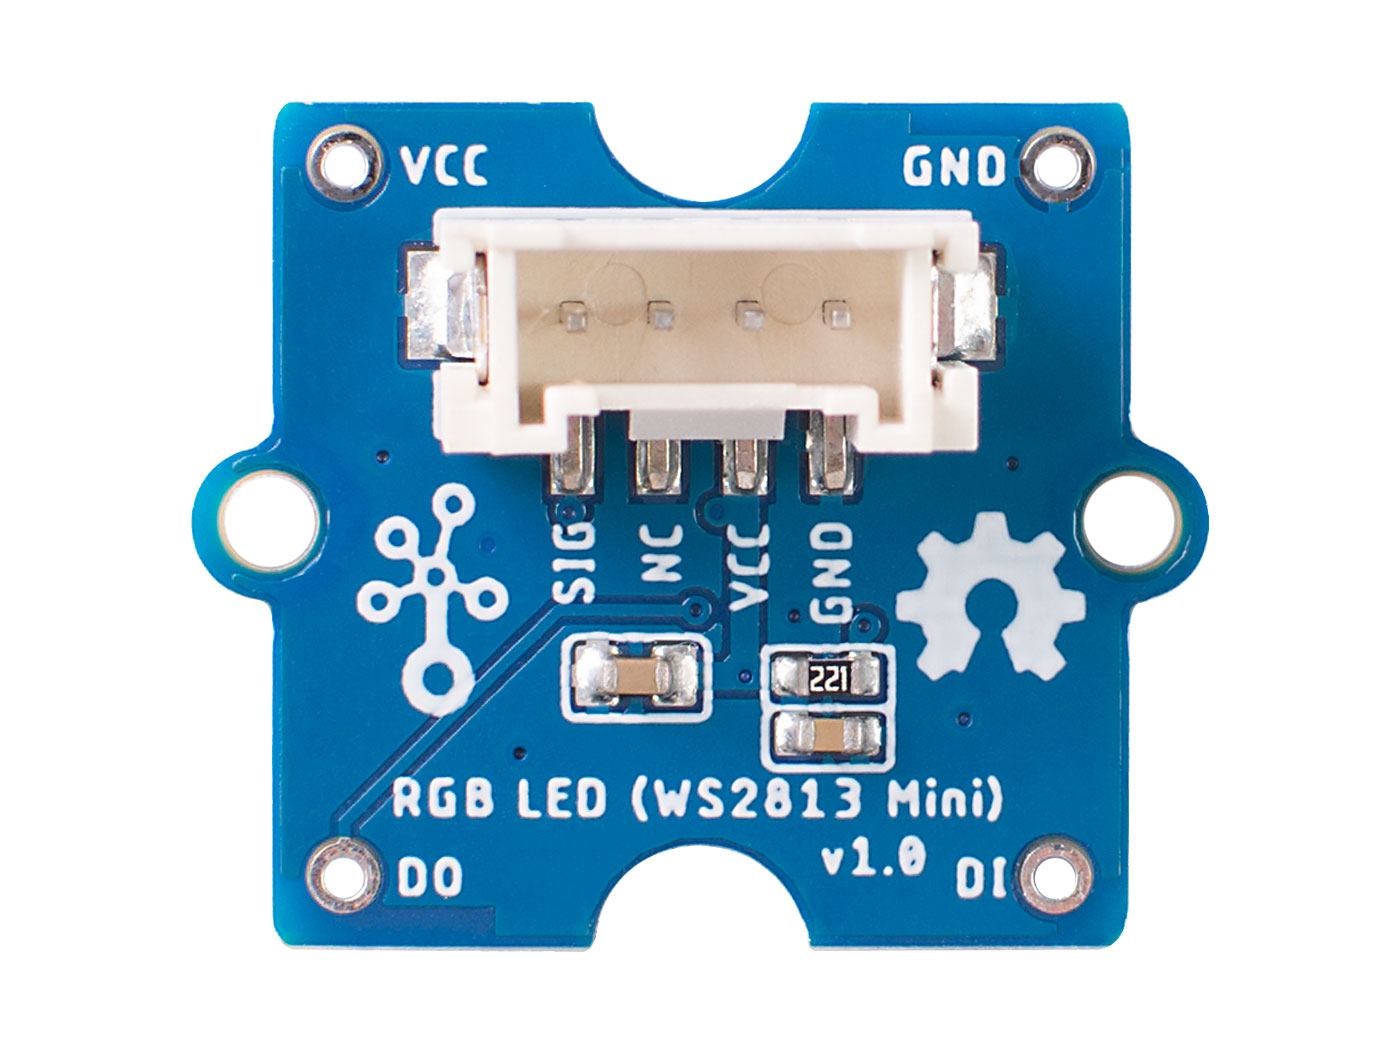 VCC
GND
SIG
NC
VCC
GND
221
RGB LED (WS2813 Mini)
v1.0
DO
DI